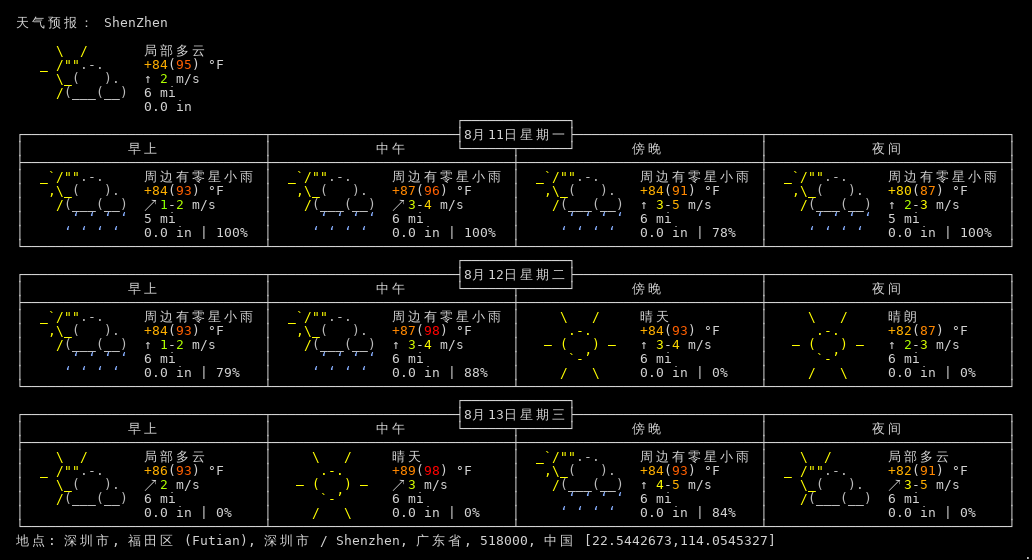 天气预报： ShenZhen
局部多云
+84(95) °F
↑ 2 m/s
6 mi
0.0 in
8月11日星期一
早上 中午 傍晚 夜间
周边有零星小雨 周边有零星小雨 周边有零星小雨 周边有零星小雨
+84(93) °F +87(96) °F +84(91) °F +80(87) °F
↗ 1-2 m/s ↗ 3-4 m/s ↑ 3-5 m/s ↑ 2-3 m/s
5 mi 6 mi 6 mi 5 mi
0.0 in | 100% 0.0 in | 100% 0.0 in | 78% 0.0 in | 100%
8月12日星期二
早上 中午 傍晚 夜间
周边有零星小雨 周边有零星小雨 晴天 晴朗
+84(93) °F +87(98) °F +84(93) °F +82(87) °F
↑ 1-2 m/s ↑ 3-4 m/s ↑ 3-4 m/s ↑ 2-3 m/s
6 mi 6 mi 6 mi 6 mi
0.0 in | 79% 0.0 in | 88% 0.0 in | 0% 0.0 in | 0%
8月13日星期三
早上 中午 傍晚 夜间
局部多云 晴天 周边有零星小雨 局部多云
+86(93) °F +89(98) °F +84(93) °F +82(91) °F
↗ 2 m/s ↗ 3 m/s ↑ 4-5 m/s ↗ 3-5 m/s
6 mi 6 mi 6 mi 6 mi
0.0 in | 0% 0.0 in | 0% 0.0 in | 84% 0.0 in | 0%
地点: 深圳市, 福田区 (Futian), 深圳市 / Shenzhen, 广东省, 518000, 中国 [22.5442673,114.0545327]